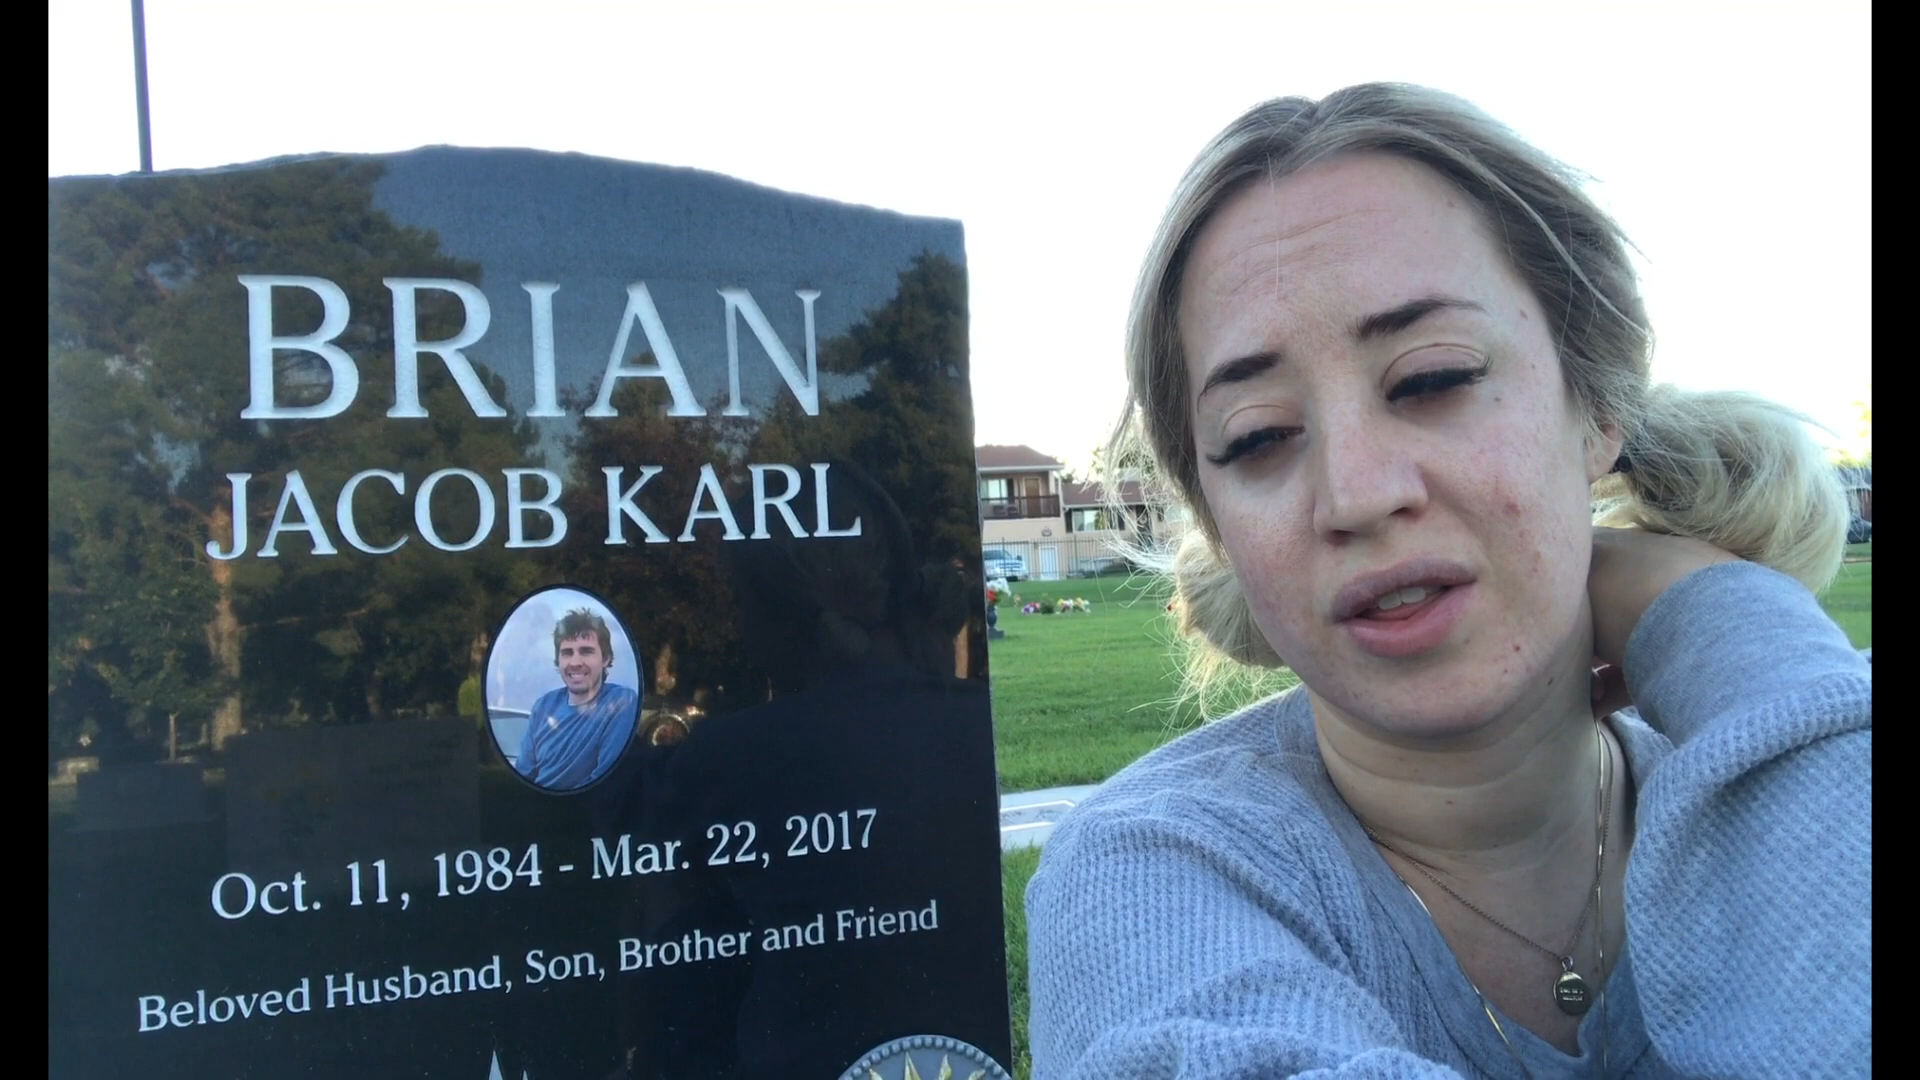 BRIAN
JACOB KARL
Oct. 11, 1984 - Mar. 22, 2017
Beloved Husband, Son, Brother and Friend